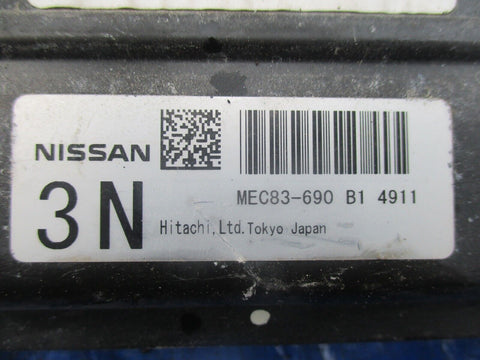 NISSAN
3N
MEC83-690 B1 4911
Hitachi,Ltd.Tokyo Japan